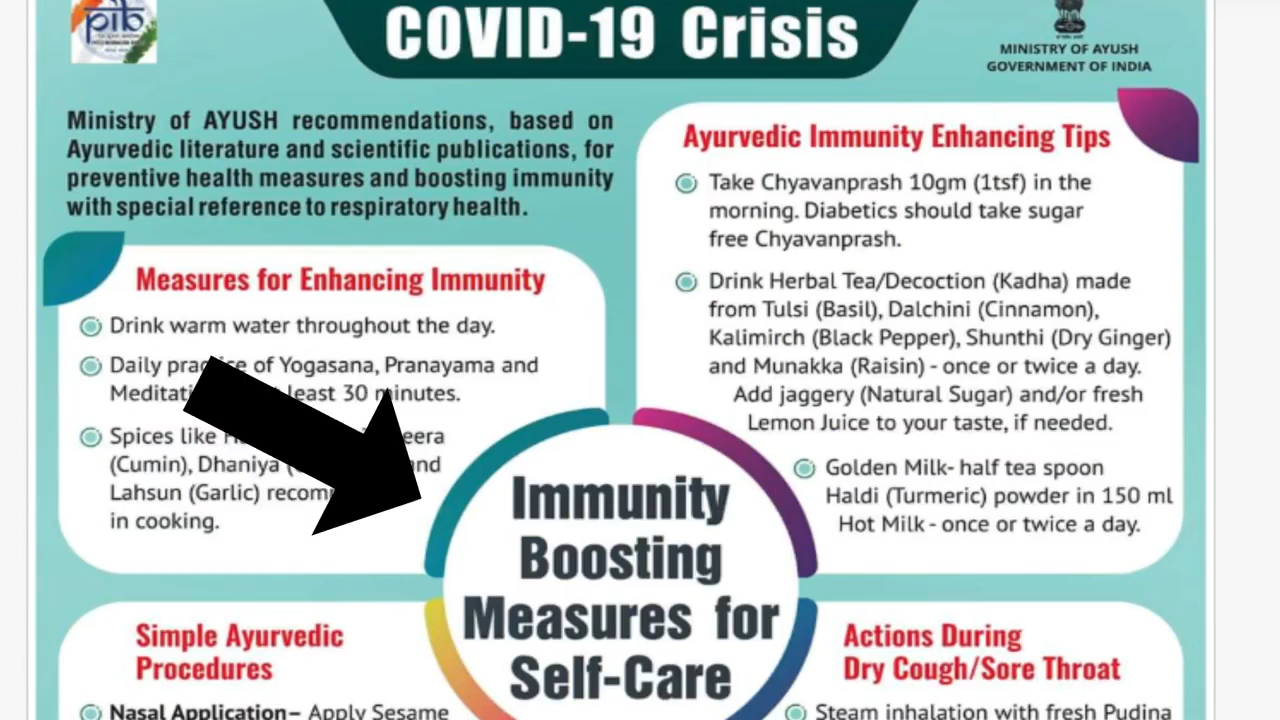 pib
COVID-19 Crisis
MINISTRY OF AYUSH
GOVERNMENT OF INDIA
Ministry of AYUSH recommendations, based on
Ayurvedic literature and scientific publications, for
preventive health measures and boosting immunity
with special reference to respiratory health.
Measures for Enhancing Immunity
Drink warm water throughout the day.
Daily practice of Yogasana, Pranayama and
least 30 minutes.
Spices like
(Cumin), Dhaniya and
Lahsun (Garlic)
in cooking.
Ayurvedic Immunity Enhancing Tips
Take Chyavanprash 10gm (1tsf) in the
morning. Diabetics should take sugar
free Chyavanprash.
Drink Herbal Tea/Decoction (Kadha) made
from Tulsi (Basil), Dalchini (Cinnamon),
Kalimirch (Black Pepper), Shunthi (Dry Ginger)
and Munakka (Raisin) - once or twice a day.
Add jaggery (Natural Sugar) and/or fresh
Lemon Juice to your taste, if needed.
Golden Milk- half tea spoon
Haldi (Turmeric) powder in 150 ml
Hot Milk - once or twice a day.
Immunity
Boosting
Measures for
Self-Care
Simple Ayurvedic
Procedures
Nasal Application– Apply Sesame
Actions During
Dry Cough/Sore Throat
Steam inhalation with fresh Pudina